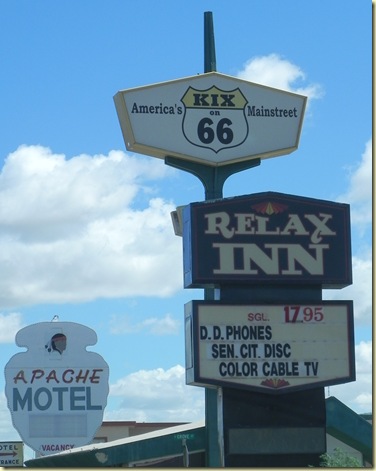 America's KIX Mainstreet
on
66
RELAX
INN
SGL. 17.95
D.D. PHONES
SEN. CIT. DISC
COLOR CABLE TV
APACHE
MOTEL
VACANCY